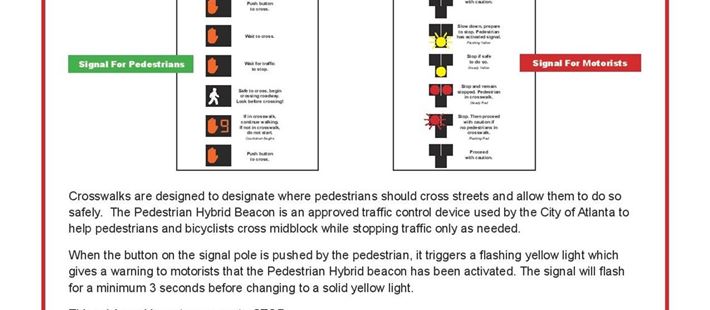 Push button
to cross.
Wait to cross.
Wait for traffic
to stop.
Safe to cross, begin
crossing roadway.
Look before crossing!
If in crosswalk,
continue walking.
If not in crosswalk,
do not start.
Countdown Begins
9
Push button
to cross.
Signal For Pedestrians
with caution.
Slow down, prepare
to stop. Pedestrian
has activated signal.
Flashing Yellow
Stop if safe
to do so.
Steady Yellow
Stop and remain
stopped. Pedestrian
in crosswalk.
Steady Red
Stop. Then proceed
with caution if
no pedestrians in
crosswalk.
Flashing Red
Proceed
with caution.
Signal For Motorists
Crosswalks are designed to designate where pedestrians should cross streets and allow them to do so
safely. The Pedestrian Hybrid Beacon is an approved traffic control device used by the City of Atlanta to
help pedestrians and bicyclists cross midblock while stopping traffic only as needed.
When the button on the signal pole is pushed by the pedestrian, it triggers a flashing yellow light which
gives a warning to motorists that the Pedestrian Hybrid beacon has been activated. The signal will flash
for a minimum 3 seconds before changing to a solid yellow light.